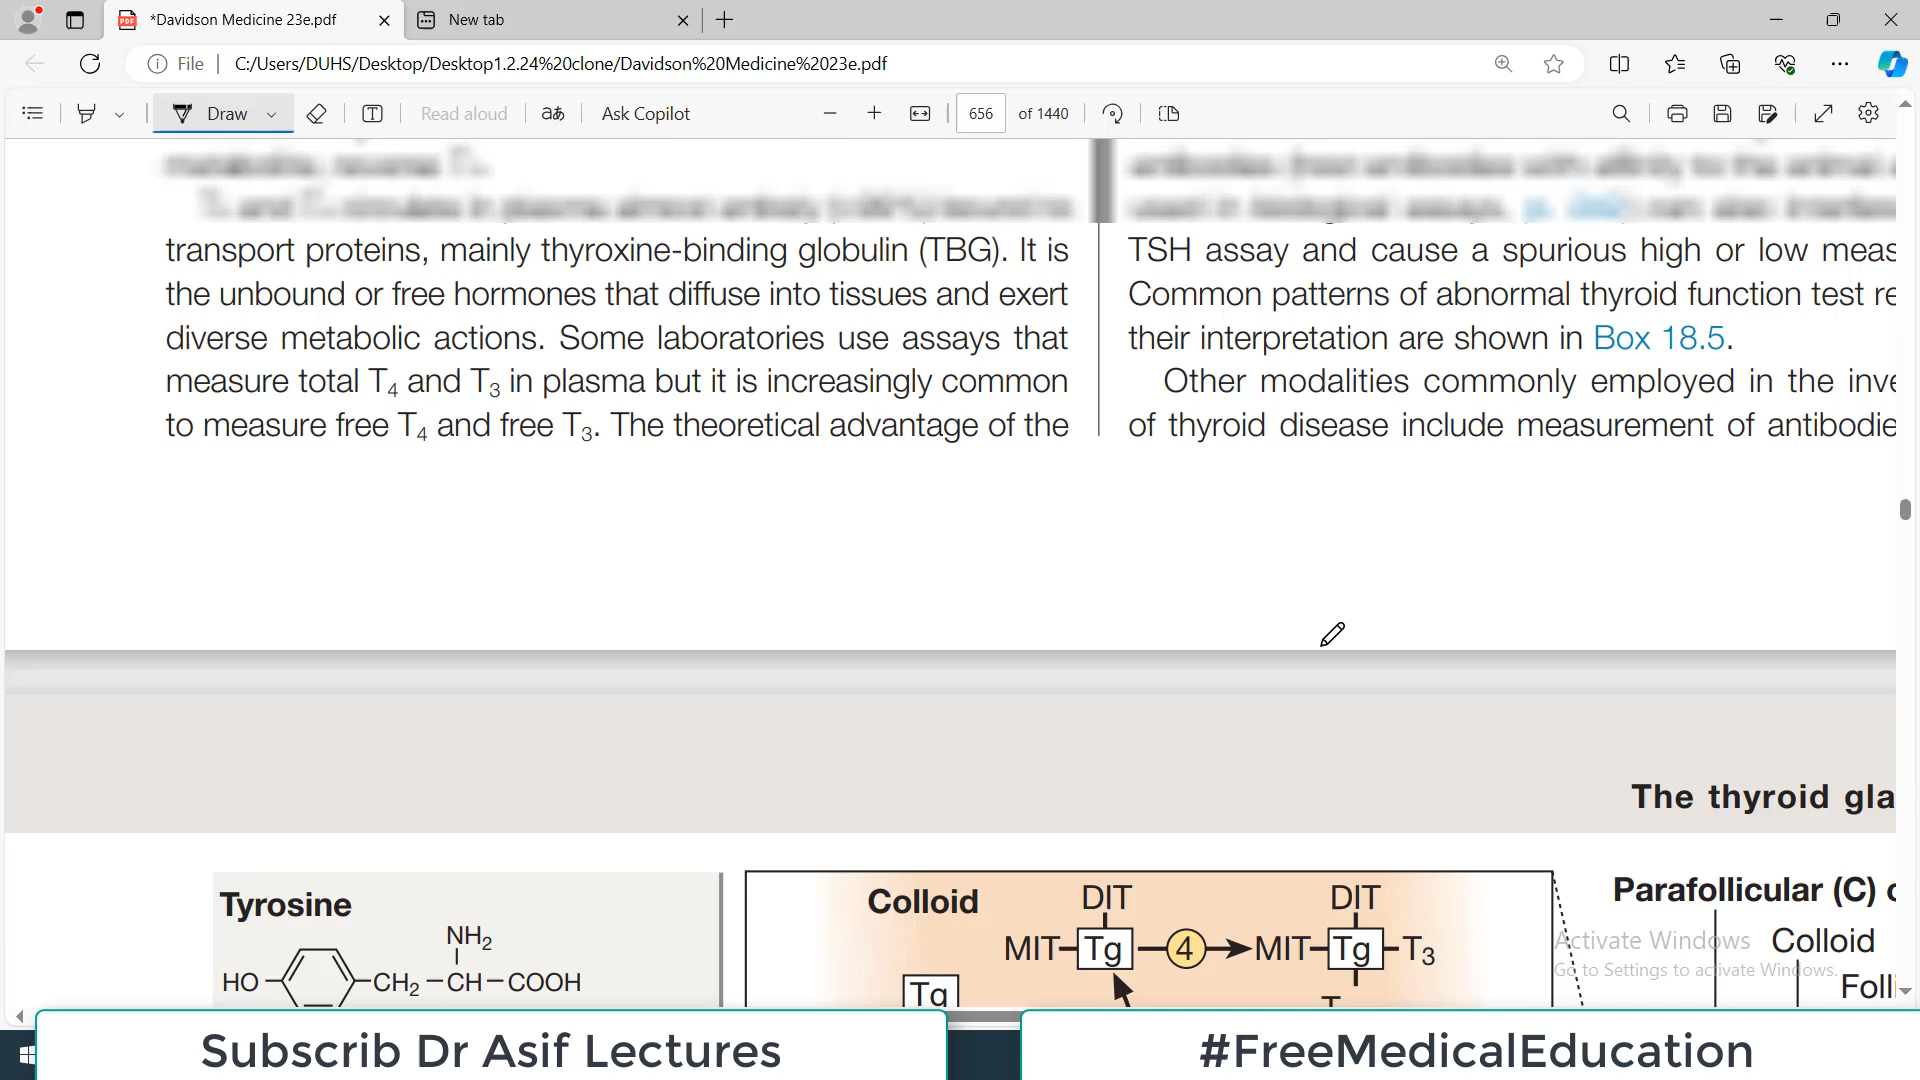 *Davidson Medicine 23e.pdf
New tab
File
C:/Users/DUHS/Desktop/Desktop1.2.24%20clone/Davidson%20Medicine%2023e.pdf
Draw
Read aloud
aあ
Ask Copilot
656 of 1440
transport proteins, mainly thyroxine-binding globulin (TBG). It is
the unbound or free hormones that diffuse into tissues and exert
diverse metabolic actions. Some laboratories use assays that
measure total T₄ and T₃ in plasma but it is increasingly common
to measure free T₄ and free T₃. The theoretical advantage of the
TSH assay and cause a spurious high or low meas
Common patterns of abnormal thyroid function test re
their interpretation are shown in Box 18.5.
Other modalities commonly employed in the inve
of thyroid disease include measurement of antibodie
The thyroid gla
Tyrosine
NH₂
HO CH₂ – CH – COOH
Colloid
DIT
DIT
MIT Tg 4 MIT Tg T₃
Tg
Parafollicular (C) c
Colloid
Folli
Activate Windows
Go to Settings to activate Windows.
Subscrib Dr Asif Lectures
#FreeMedicalEducation